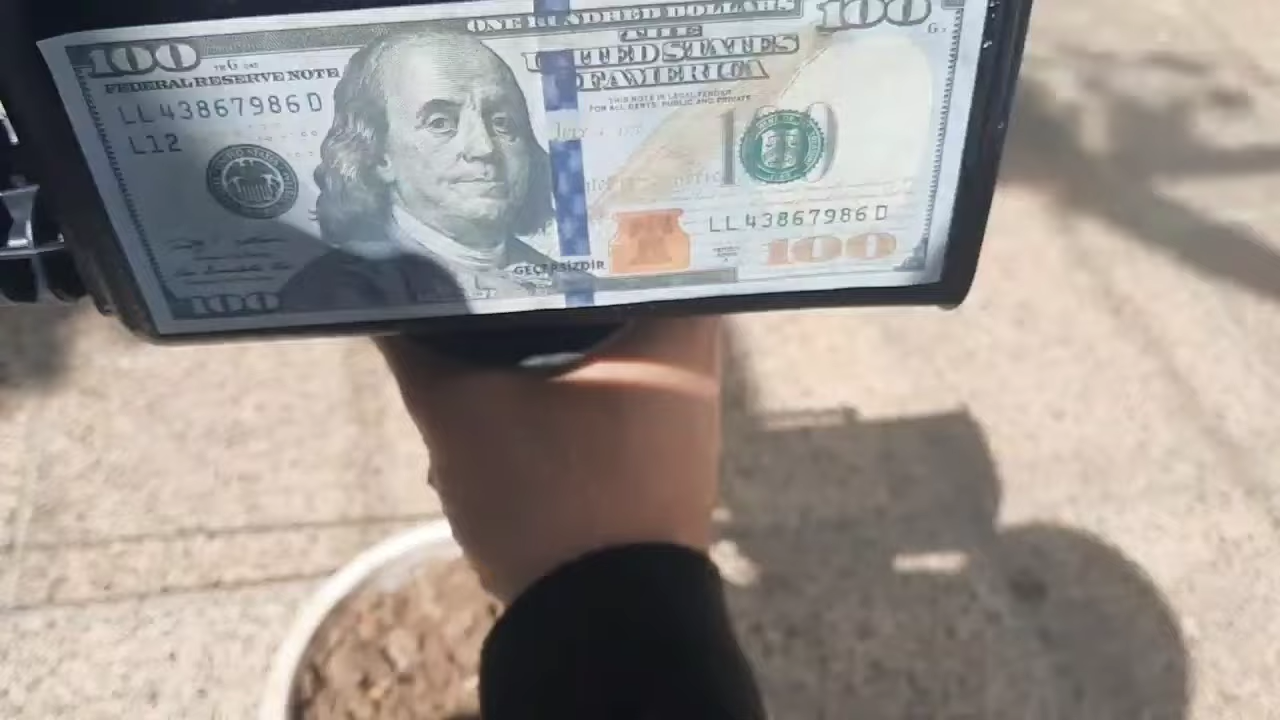 ONE HUNDRED DOLLARS
100
100
FEDERAL RESERVE NOTE
THE
UNITED STATES
OF AMERICA
LL 43867986 D
L12
THIS NOTE IS LEGAL TENDER
FOR ALL DEBTS, PUBLIC AND PRIVATE
LL 43867986 D
100
GEÇERSİZDİR
100